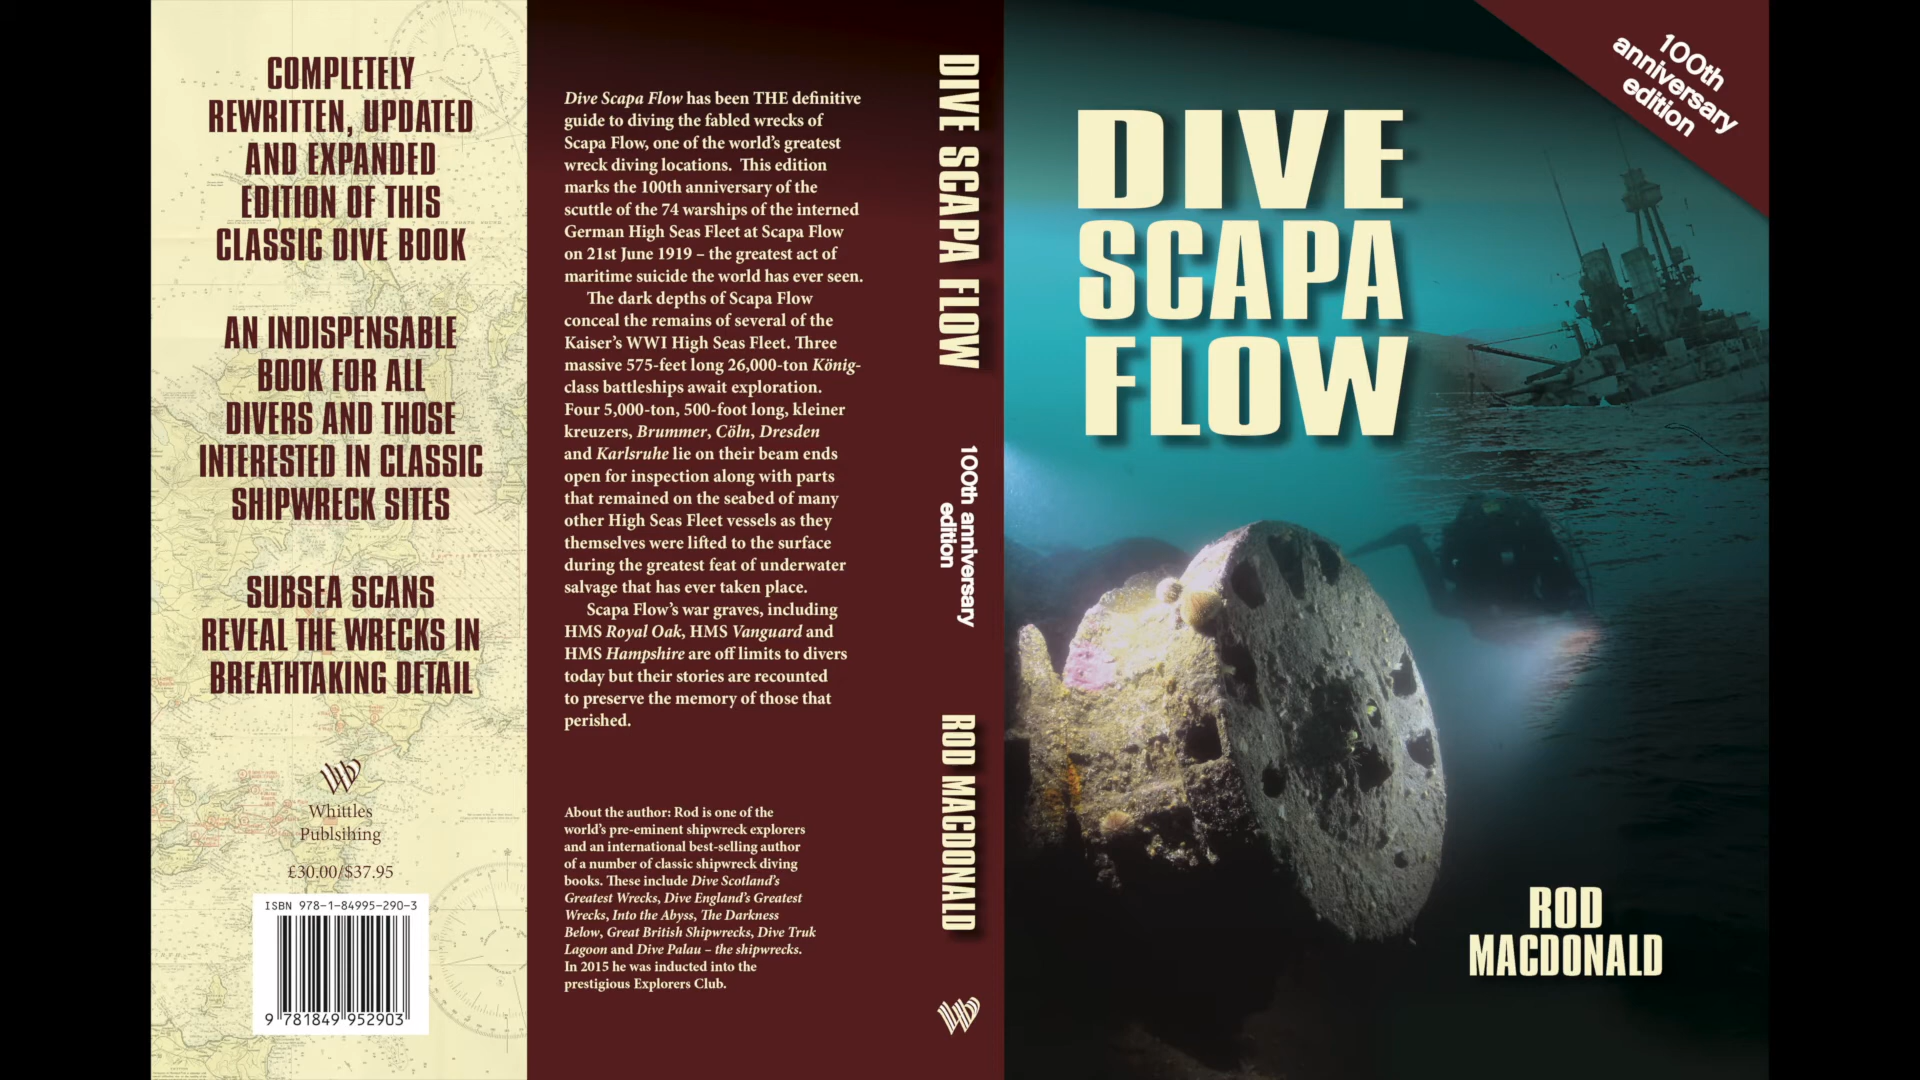 COMPLETELY
REWRITTEN, UPDATED
AND EXPANDED
EDITION OF THIS
CLASSIC DIVE BOOK
AN INDISPENSABLE
BOOK FOR ALL
DIVERS AND THOSE
INTERESTED IN CLASSIC
SHIPWRECK SITES
SUBSEA SCANS
REVEAL THE WRECKS IN
BREATHTAKING DETAIL
Whittles
Publsihing
£30.00/$37.95
ISBN 978-1-84995-290-3
9 781849 952903
Dive Scapa Flow has been THE definitive
guide to diving the fabled wrecks of
Scapa Flow, one of the world's greatest
wreck diving locations. This edition
marks the 100th anniversary of the
scuttle of the 74 warships of the interned
German High Seas Fleet at Scapa Flow
on 21st June 1919 – the greatest act of
maritime suicide the world has ever seen.
The dark depths of Scapa Flow
conceal the remains of several of the
Kaiser's WWI High Seas Fleet. Three
massive 575-feet long 26,000-ton König-
class battleships await exploration.
Four 5,000-ton, 500-foot long, kleiner
kreuzers, Brummer, Cöln, Dresden
and Karlsruhe lie on their beam ends
open for inspection along with parts
that remained on the seabed of many
other High Seas Fleet vessels as they
themselves were lifted to the surface
during the greatest feat of underwater
salvage that has ever taken place.
Scapa Flow's war graves, including
HMS Royal Oak, HMS Vanguard and
HMS Hampshire are off limits to divers
today but their stories are recounted
to preserve the memory of those that
perished.
About the author: Rod is one of the
world's pre-eminent shipwreck explorers
and an international best-selling author
of a number of classic shipwreck diving
books. These include Dive Scotland's
Greatest Wrecks, Dive England's Greatest
Wrecks, Into the Abyss, The Darkness
Below, Great British Shipwrecks, Dive Truk
Lagoon and Dive Palau – the shipwrecks.
In 2015 he was inducted into the
prestigious Explorers Club.
DIVE SCAPA FLOW
100th anniversary
edition
ROD MACDONALD
100th
anniversary
edition
DIVE
SCAPA
FLOW
ROD
MACDONALD